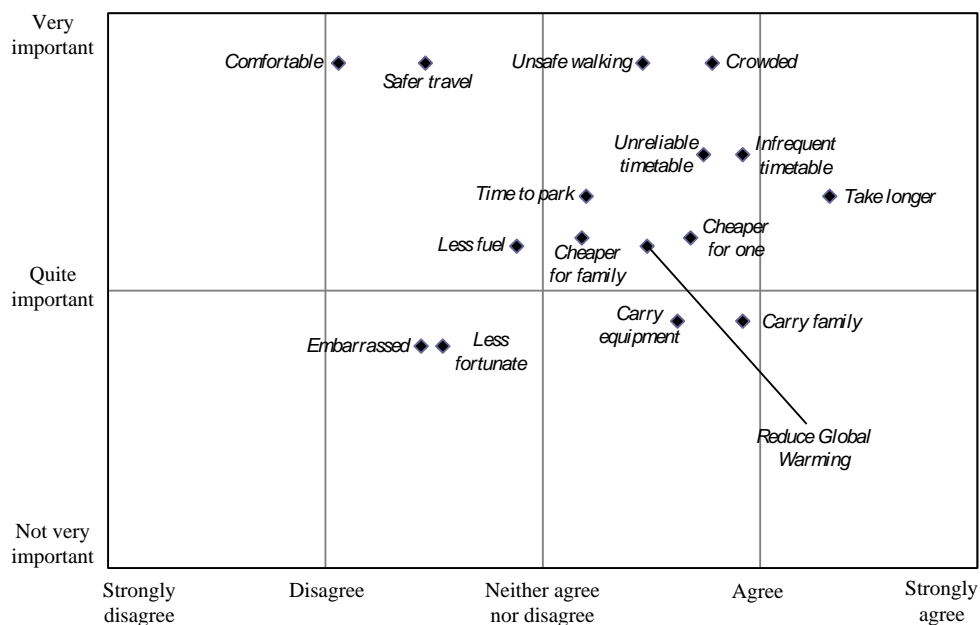 Very
important
Comfortable
Safer travel
Unsafe walking
Crowded
Unreliable
timetable
Infrequent
timetable
Time to park
Take longer
Less fuel
Cheaper
for family
Cheaper
for one
Quite
important
Carry
equipment
Carry family
Embarrassed
Less
fortunate
Reduce Global
Warming
Not very
important
Strongly
disagree
Disagree
Neither agree
nor disagree
Agree
Strongly
agree